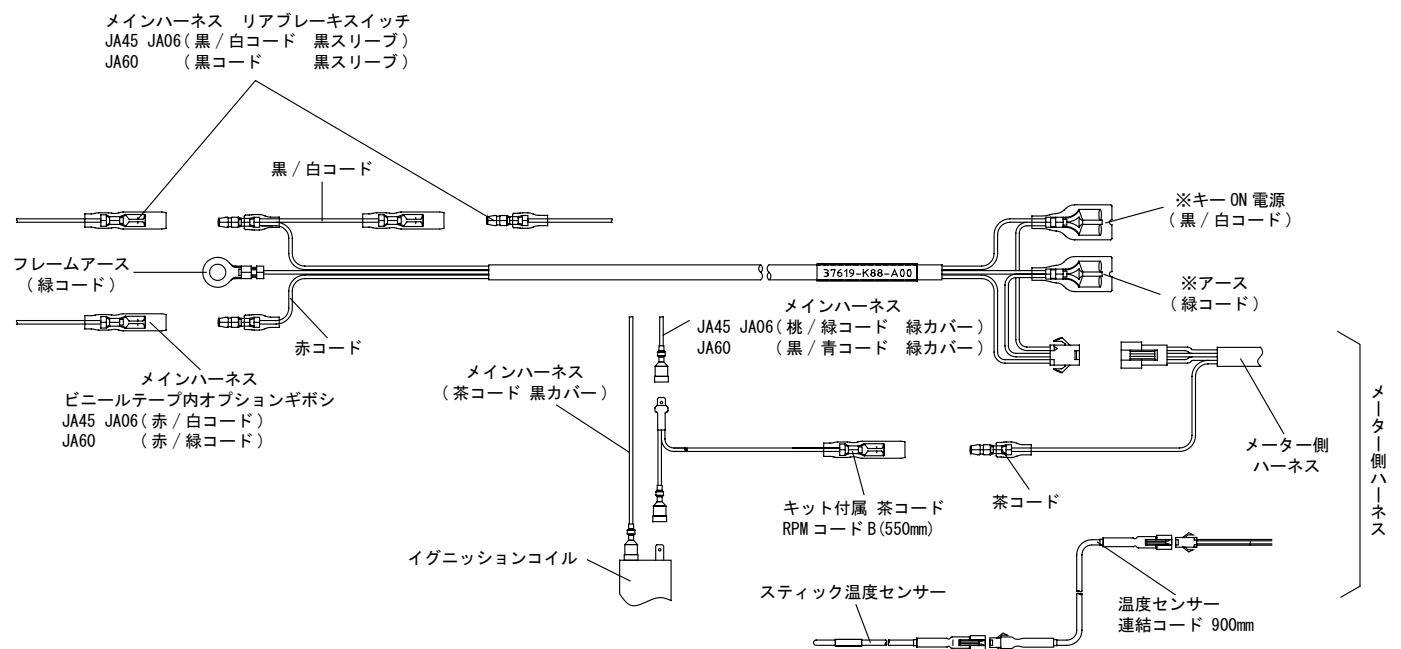 メインハーネス リアブレーキスイッチ
JA45 JA06(黒/白コード 黒スリーブ)
JA60 (黒コード 黒スリーブ)
黒/白コード
※キー ON 電源
(黒/白コード)
フレームアース
(緑コード)
37619-K88-A00
※アース
(緑コード)
赤コード
メインハーネス
JA45 JA06(桃/緑コード 緑カバー)
JA60 (黒/青コード 緑カバー)
メインハーネス
ビニールテープ内オプションギボシ
JA45 JA06(赤/白コード)
JA60 (赤/緑コード)
メインハーネス
(茶コード 黒カバー)
メーター側
ハーネス
メーター側ハーネス
キット付属 茶コード
RPM コード B(550mm)
茶コード
イグニッションコイル
スティック温度センサー
温度センサー
連結コード 900mm